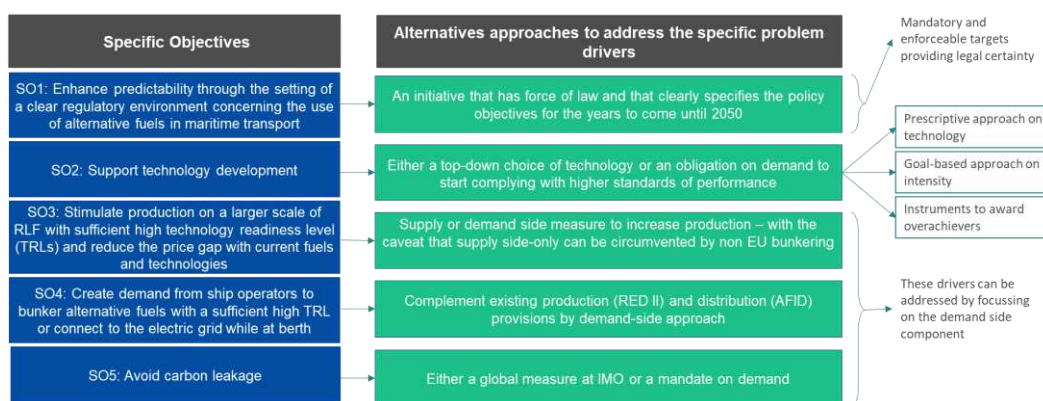 Specific Objectives
Alternatives approaches to address the specific problem
drivers
Mandatory and
enforceable targets
providing legal certainty
SO1: Enhance predictability through the setting of
a clear regulatory environment concerning the use
of alternative fuels in maritime transport
An initiative that has force of law and that clearly specifies the policy
objectives for the years to come until 2050
SO2: Support technology development
Either a top-down choice of technology or an obligation on demand to
start complying with higher standards of performance
Prescriptive approach on
technology
Goal-based approach on
intensity
Instruments to award
overachievers
SO3: Stimulate production on a larger scale of
RLF with sufficient high technology readiness level
(TRLs) and reduce the price gap with current fuels
and technologies
Supply or demand side measure to increase production – with the
caveat that supply side-only can be circumvented by non EU bunkering
SO4: Create demand from ship operators to
bunker alternative fuels with a sufficient high TRL
or connect to the electric grid while at berth
Complement existing production (RED II) and distribution (AFID)
provisions by demand-side approach
These drivers can be
addressed by focussing
on the demand side
component
SO5: Avoid carbon leakage
Either a global measure at IMO or a mandate on demand